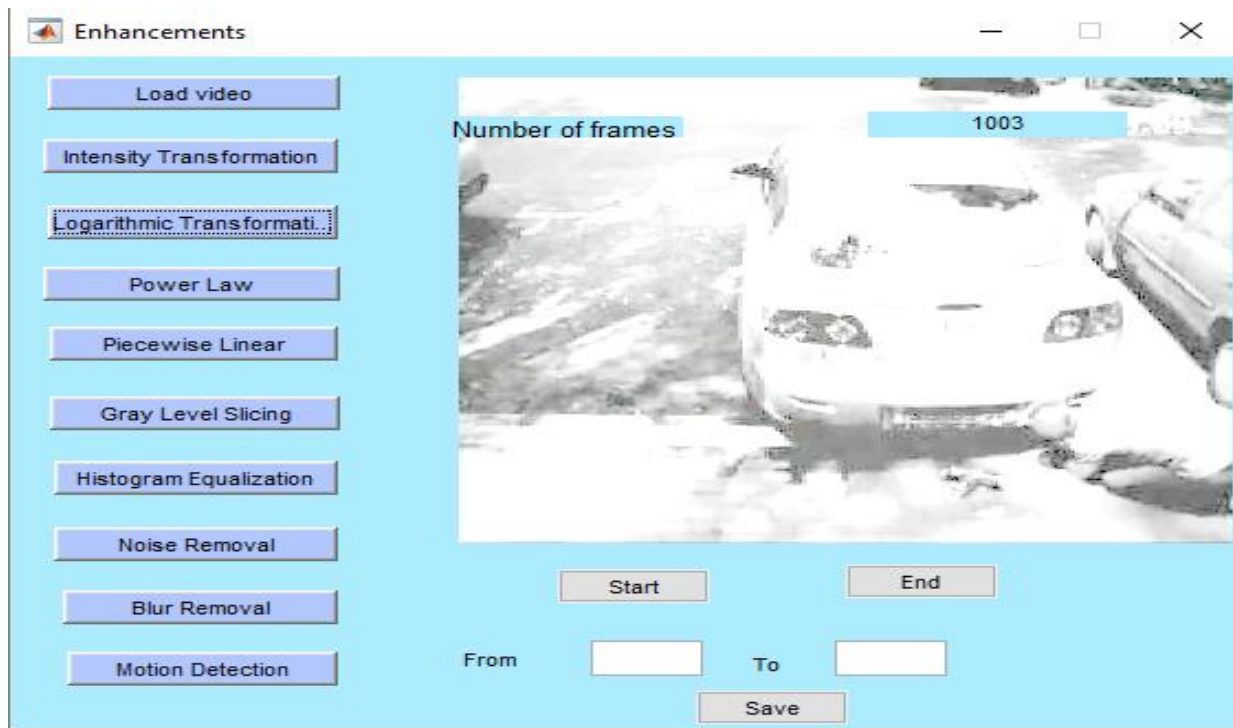 Enhancements
Load video
Intensity Transformation
Logarithmic Transformati..
Power Law
Piecewise Linear
Gray Level Slicing
Histogram Equalization
Noise Removal
Blur Removal
Motion Detection
Number of frames
1003
Start
End
From
To
Save